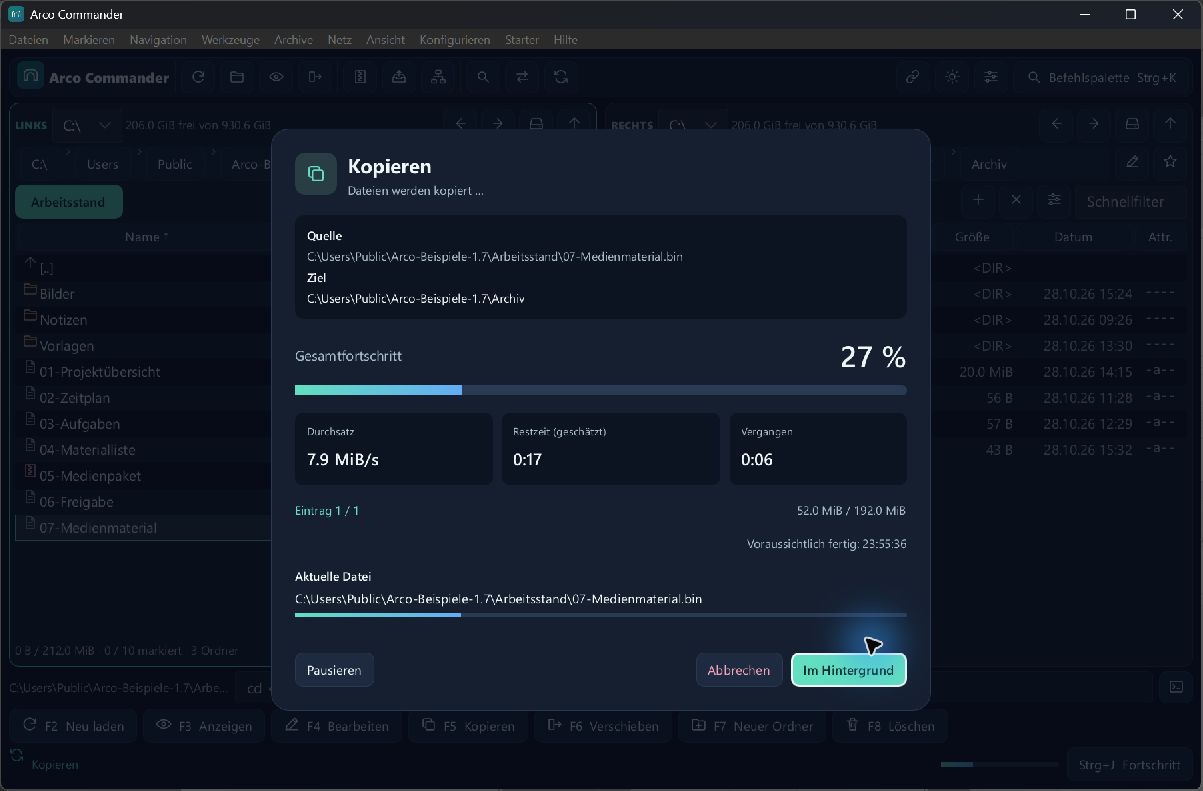 Arco Commander
Dateien Markieren Navigation Werkzeuge Archive Netz Ansicht Konfigurieren Starter Hilfe
Arco Commander
Befehlspalette Strg+K
LINKS C:\ 206.0 GiB frei von 930.6 GiB
RECHTS C:\ 206.0 GiB frei von 930.6 GiB
C:\ Users Public Arco-B
Archiv
Arbeitsstand
Schnellfilter
Name
Größe Datum Attr.
[..]
<DIR>
Bilder
<DIR> 28.10.26 15:24 ----
Notizen
<DIR> 28.10.26 09:26 ----
Vorlagen
<DIR> 28.10.26 13:30 ----
01-Projektübersicht
20.0 MiB 28.10.26 14:15 -a--
02-Zeitplan
56 B 28.10.26 11:28 -a--
03-Aufgaben
57 B 28.10.26 12:29 -a--
04-Materialliste
43 B 28.10.26 15:32 -a--
05-Medienpaket
06-Freigabe
07-Medienmaterial
0 B / 212.0 MiB · 0 / 10 markiert · 3 Ordner
Kopieren
Dateien werden kopiert ...
Quelle
C:\Users\Public\Arco-Beispiele-1.7\Arbeitsstand\07-Medienmaterial.bin
Ziel
C:\Users\Public\Arco-Beispiele-1.7\Archiv
Gesamtfortschritt
27 %
Durchsatz
7.9 MiB/s
Restzeit (geschätzt)
0:17
Vergangen
0:06
Eintrag 1 / 1
52.0 MiB / 192.0 MiB
Voraussichtlich fertig: 23:55:36
Aktuelle Datei
C:\Users\Public\Arco-Beispiele-1.7\Arbeitsstand\07-Medienmaterial.bin
Pausieren
Abbrechen
Im Hintergrund
C:\Users\Public\Arco-Beispiele-1.7\Arbe... cd
F2 Neu laden
F3 Anzeigen
F4 Bearbeiten
F5 Kopieren
F6 Verschieben
F7 Neuer Ordner
F8 Löschen
Kopieren
Strg+J Fortschritt